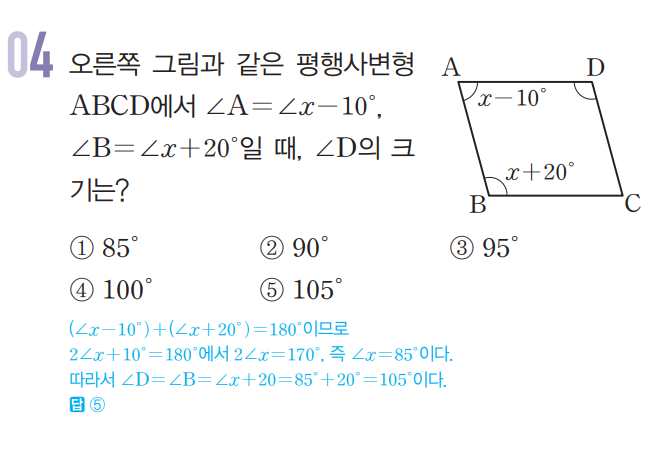 04
오른쪽 그림과 같은 평행사변형
ABCD에서 ∠A=∠x-10°,
∠B=∠x+20°일 때, ∠D의 크
기는?
A D
x-10°
x+20°
B C
① 85° ② 90° ③ 95°
④ 100° ⑤ 105°
(∠x-10°)+(∠x+20°)=180°이므로
2∠x+10°=180°에서 2∠x=170°, 즉 ∠x=85°이다.
따라서 ∠D=∠B=∠x+20=85°+20°=105°이다.
답 ⑤